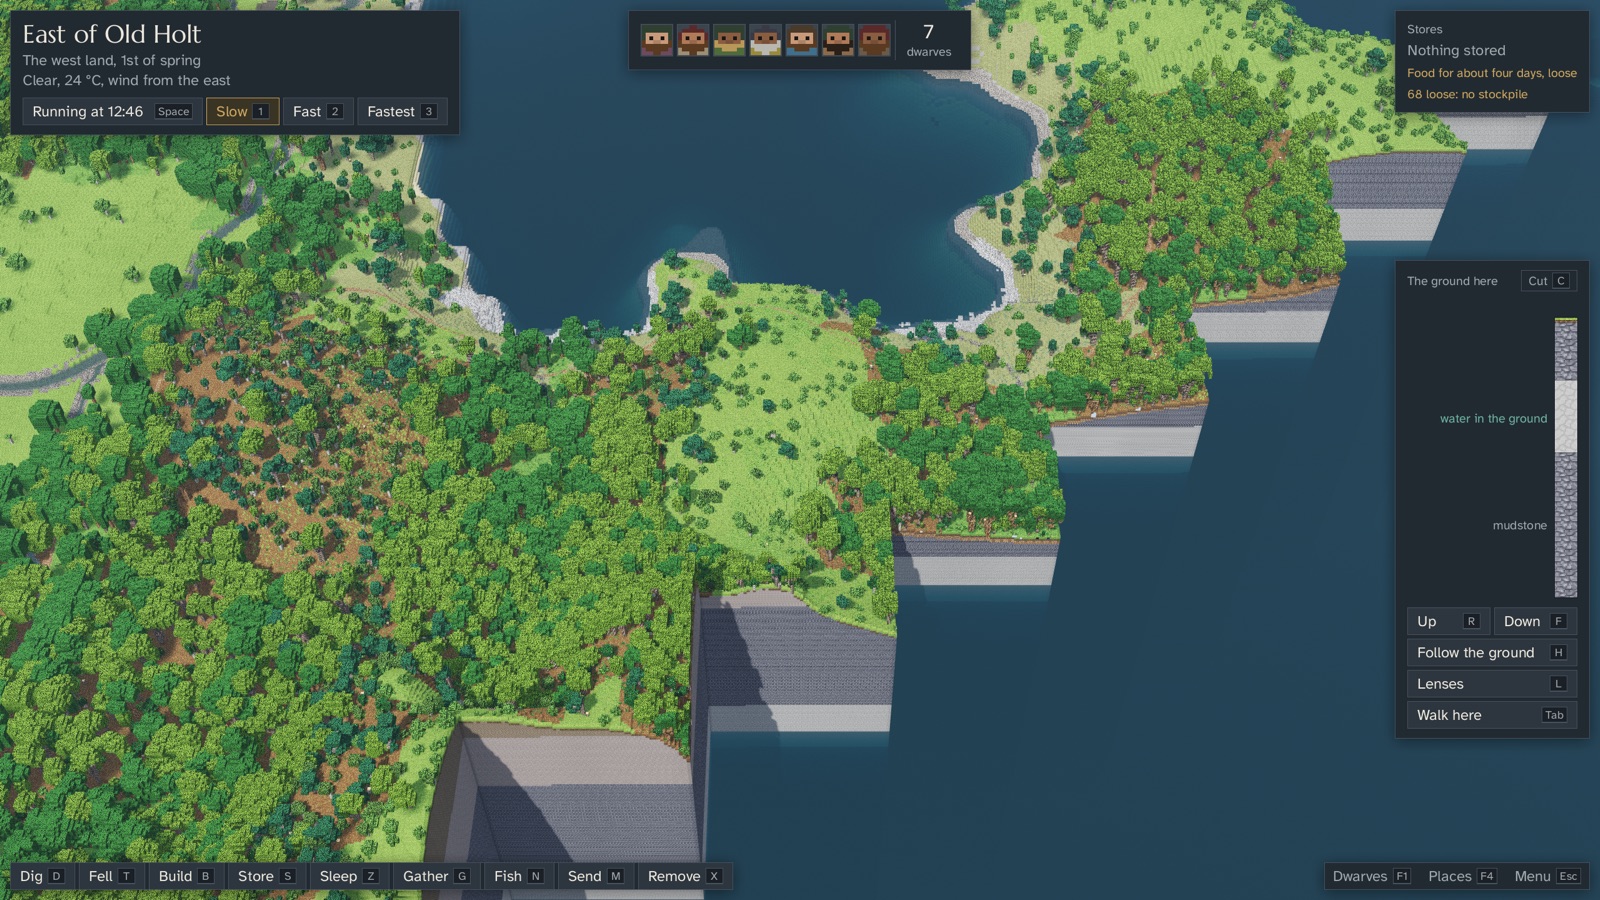 East of Old Holt
The west land, 1st of spring
Clear, 24 °C, wind from the east
Running at 12:46 Space Slow 1 Fast 2 Fastest 3
7
dwarves
Stores
Nothing stored
Food for about four days, loose
68 loose: no stockpile
The ground here Cut C
water in the ground
mudstone
Up R Down F
Follow the ground H
Lenses L
Walk here Tab
Dig D Fell T Build B Store S Sleep Z Gather G Fish N Send M Remove X
Dwarves F1 Places F4 Menu Esc